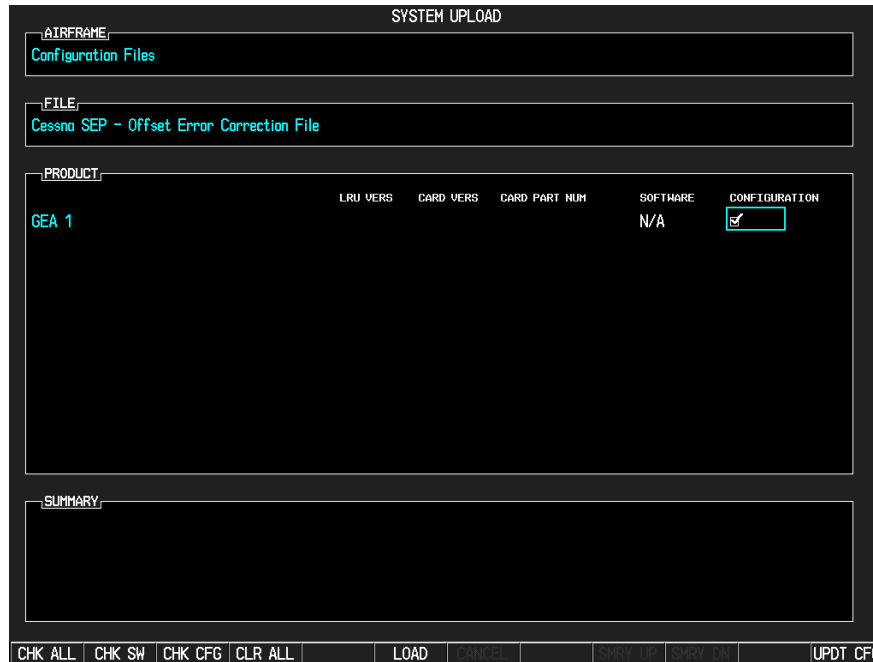 SYSTEM UPLOAD
AIRFRAME
Configuration Files
FILE
Cessna SEP - Offset Error Correction File
PRODUCT
LRU VERS CARD VERS CARD PART NUM SOFTWARE CONFIGURATION
GEA 1 N/A
SUMMARY
CHK ALL CHK SW CHK CFG CLR ALL LOAD CANCEL SMRY UP SMRY DN UPDT CF